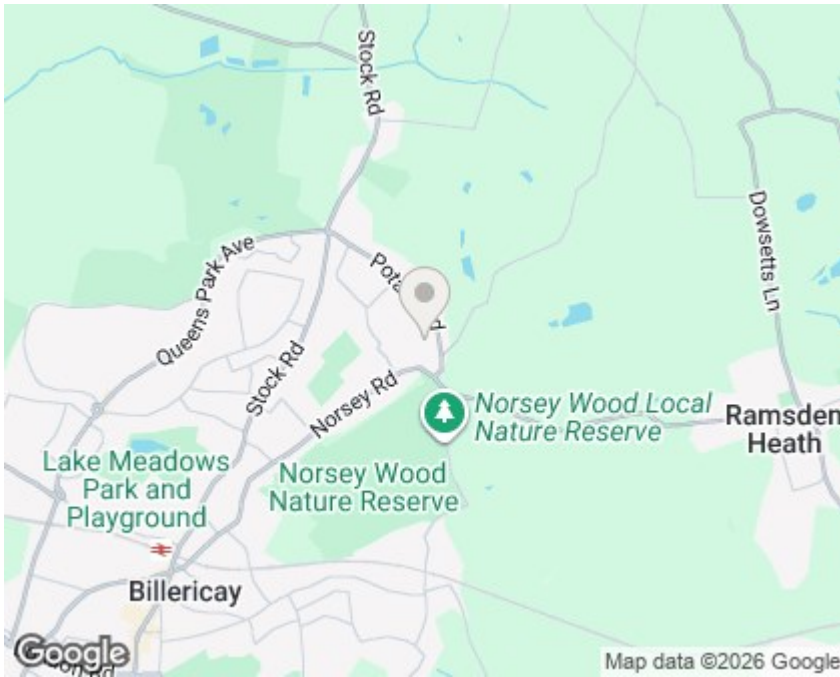 Stock Rd
Dowsetts Ln
Queens Park Ave
Stock Rd
Norsey Rd
Norsey Wood Local
Nature Reserve
Ramsden
Heath
Lake Meadows
Park and
Playground
Norsey Wood
Nature Reserve
Billericay
Google
Map data ©2026 Google